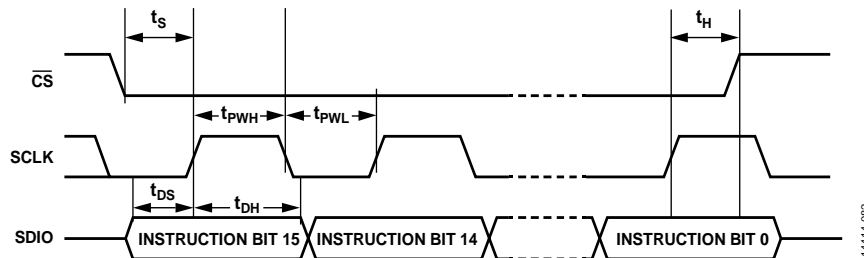 tS
tH
CS
tPWH
tPWL
SCLK
tDS
tDH
SDIO
INSTRUCTION BIT 15
INSTRUCTION BIT 14
INSTRUCTION BIT 0